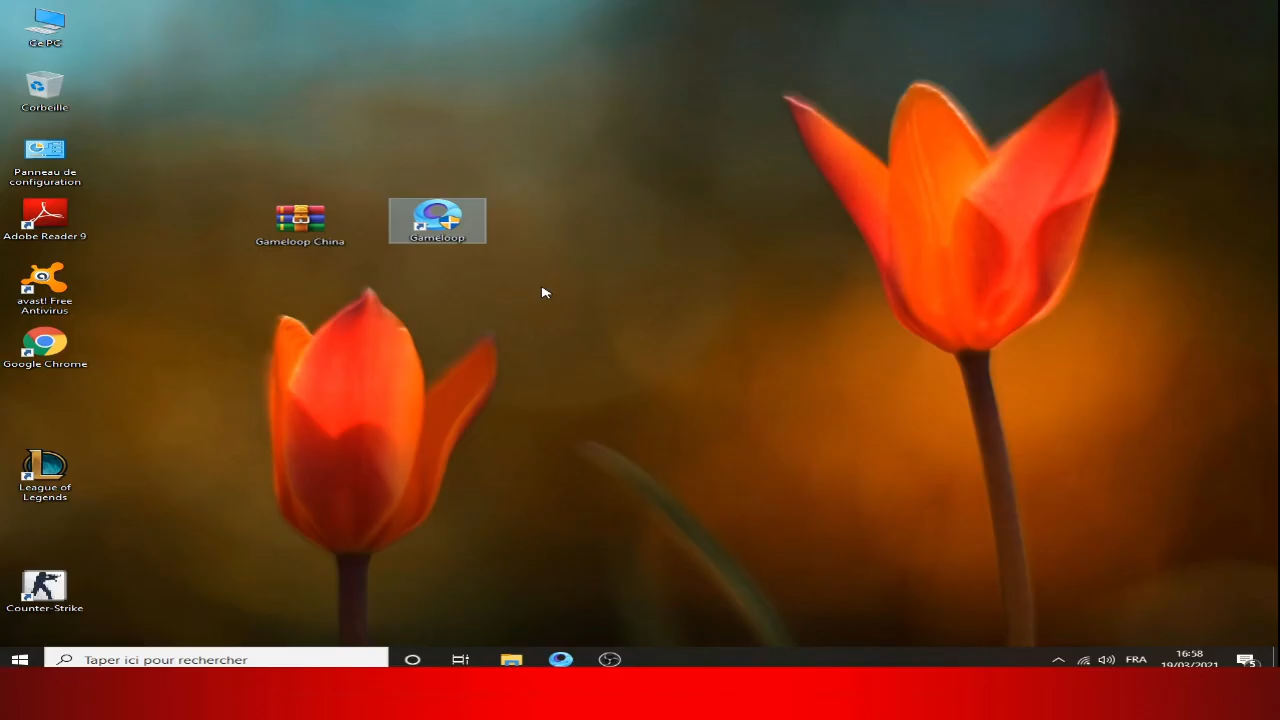 Ce PC
Corbeille
Panneau de
configuration
Adobe Reader 9
avast! Free
Antivirus
Google Chrome
League of
Legends
Counter-Strike
Gameloop China
Gameloop
Taper ici pour rechercher
FRA
16:58
19/03/2021
5